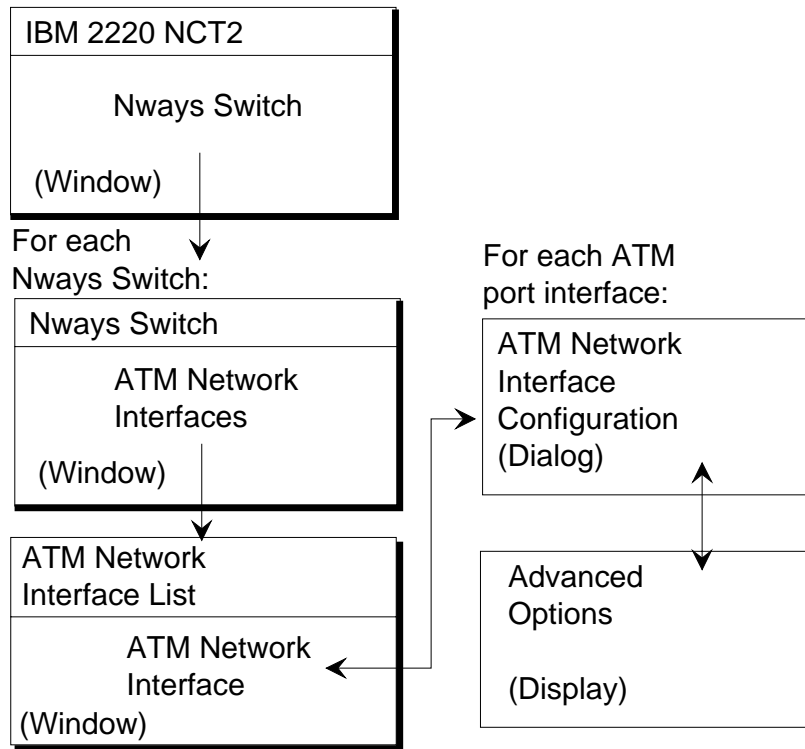 IBM 2220 NCT2
Nways Switch
(Window)
For each
Nways Switch:
Nways Switch
ATM Network
Interfaces
(Window)
ATM Network
Interface List
ATM Network
Interface
(Window)
For each ATM
port interface:
ATM Network
Interface
Configuration
(Dialog)
Advanced
Options
(Display)